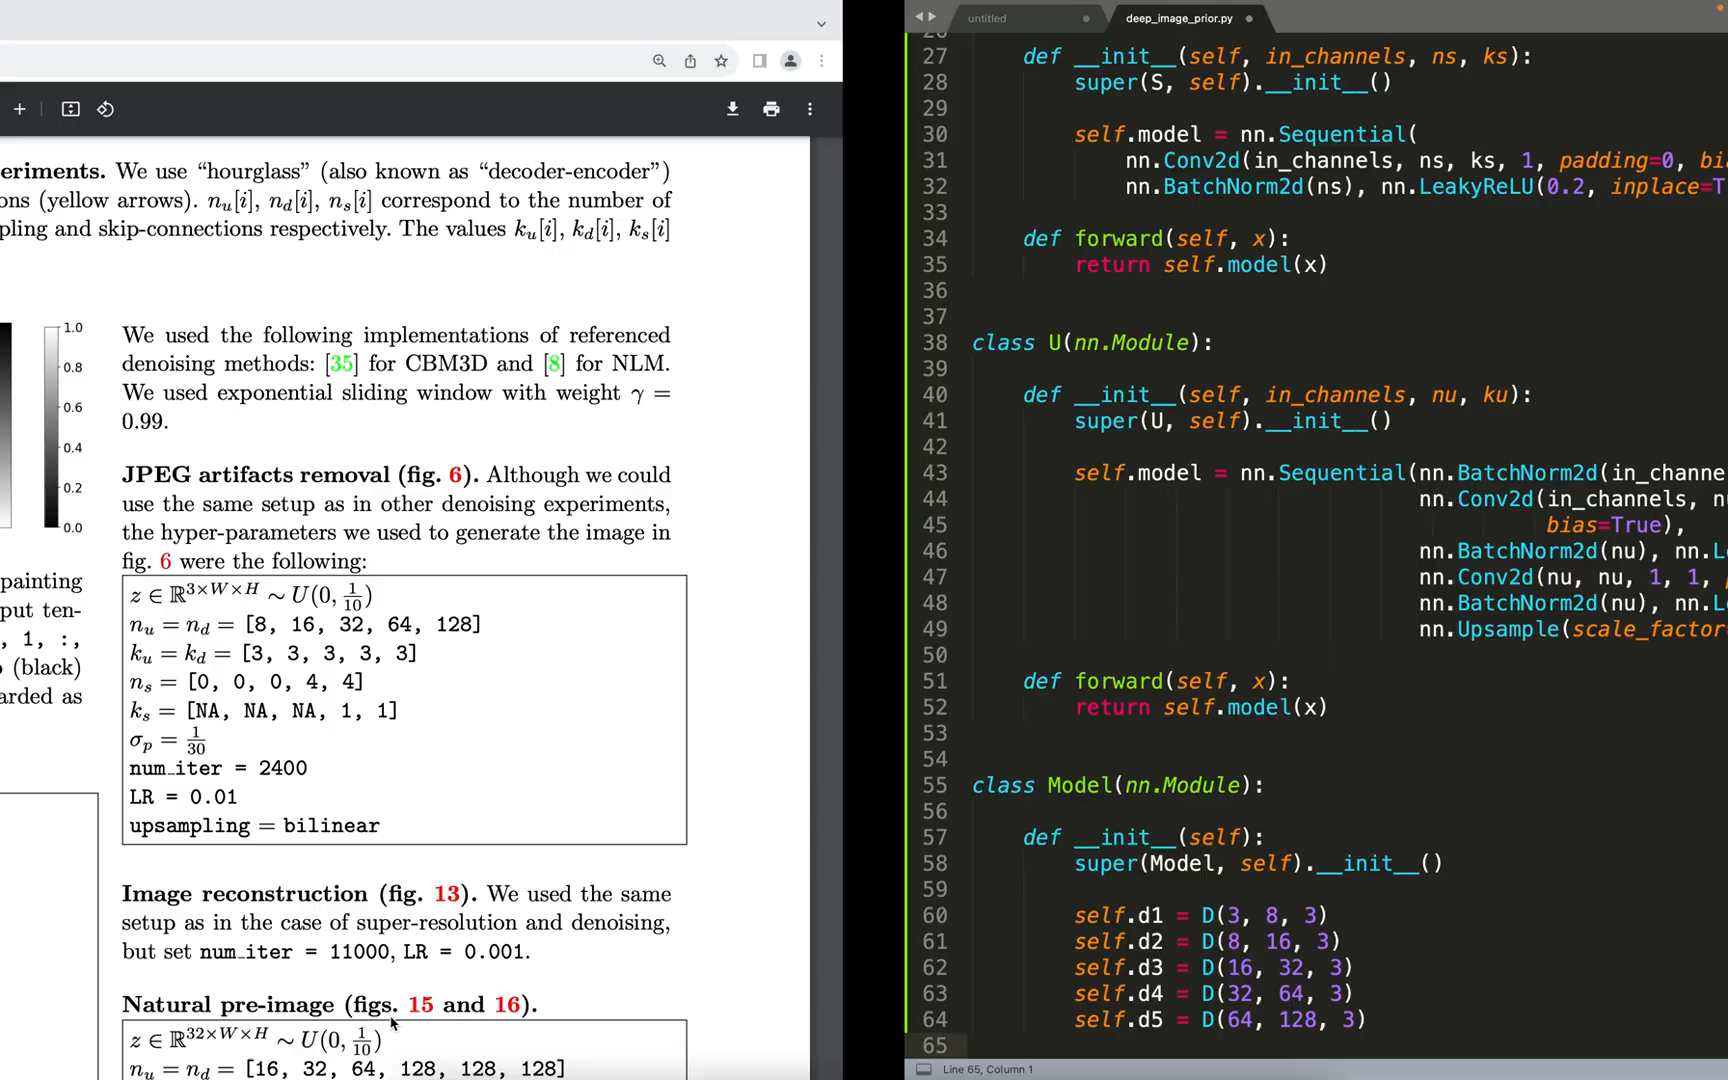 eriments. We use “hourglass” (also known as “decoder-encoder”)
ons (yellow arrows). nu[i], nd[i], ns[i] correspond to the number of
pling and skip-connections respectively. The values ku[i], kd[i], ks[i]
1.0
0.8
0.6
0.4
0.2
0.0
painting
put ten-
, 1, :,
(black)
arded as
We used the following implementations of referenced
denoising methods: [35] for CBM3D and [8] for NLM.
We used exponential sliding window with weight γ =
0.99.
JPEG artifacts removal (fig. 6). Although we could
use the same setup as in other denoising experiments,
the hyper-parameters we used to generate the image in
fig. 6 were the following:
z ∈ ℝ3×W×H ∼ U(0, 1/10)
nu = nd = [8, 16, 32, 64, 128]
ku = kd = [3, 3, 3, 3, 3]
ns = [0, 0, 0, 4, 4]
ks = [NA, NA, NA, 1, 1]
σp = 1/30
num_iter = 2400
LR = 0.01
upsampling = bilinear
Image reconstruction (fig. 13). We used the same
setup as in the case of super-resolution and denoising,
but set num_iter = 11000, LR = 0.001.
Natural pre-image (figs. 15 and 16).
z ∈ ℝ32×W×H ∼ U(0, 1/10)
nu = nd = [16, 32, 64, 128, 128, 128]
untitled
deep_image_prior.py
27 def __init__(self, in_channels, ns, ks):
28 super(S, self).__init__()
29
30 self.model = nn.Sequential(
31 nn.Conv2d(in_channels, ns, ks, 1, padding=0, bi
32 nn.BatchNorm2d(ns), nn.LeakyReLU(0.2, inplace=T
33
34 def forward(self, x):
35 return self.model(x)
36
37
38 class U(nn.Module):
39
40 def __init__(self, in_channels, nu, ku):
41 super(U, self).__init__()
42
43 self.model = nn.Sequential(nn.BatchNorm2d(in_channe
44 nn.Conv2d(in_channels, nu
45 bias=True),
46 nn.BatchNorm2d(nu), nn.Le
47 nn.Conv2d(nu, nu, 1, 1, p
48 nn.BatchNorm2d(nu), nn.Le
49 nn.Upsample(scale_factor=
50
51 def forward(self, x):
52 return self.model(x)
53
54
55 class Model(nn.Module):
56
57 def __init__(self):
58 super(Model, self).__init__()
59
60 self.d1 = D(3, 8, 3)
61 self.d2 = D(8, 16, 3)
62 self.d3 = D(16, 32, 3)
63 self.d4 = D(32, 64, 3)
64 self.d5 = D(64, 128, 3)
65
Line 65, Column 1